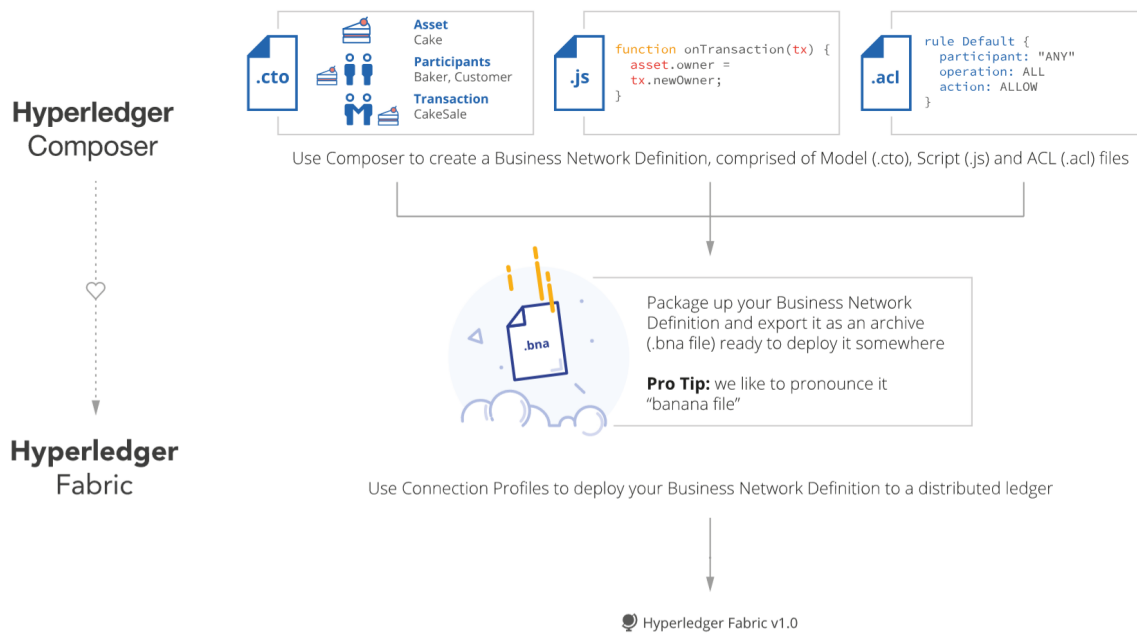 Hyperledger
Composer
.cto
Asset
Cake
Participants
Baker, Customer
Transaction
CakeSale
.js
function onTransaction(tx) {
asset.owner =
tx.newOwner;
}
.acl
rule Default {
participant: "ANY"
operation: ALL
action: ALLOW
}
Use Composer to create a Business Network Definition, comprised of Model (.cto), Script (.js) and ACL (.acl) files
.bna
Package up your Business Network
Definition and export it as an archive
(.bna file) ready to deploy it somewhere
Pro Tip: we like to pronounce it
“banana file”
Hyperledger
Fabric
Use Connection Profiles to deploy your Business Network Definition to a distributed ledger
Hyperledger Fabric v1.0